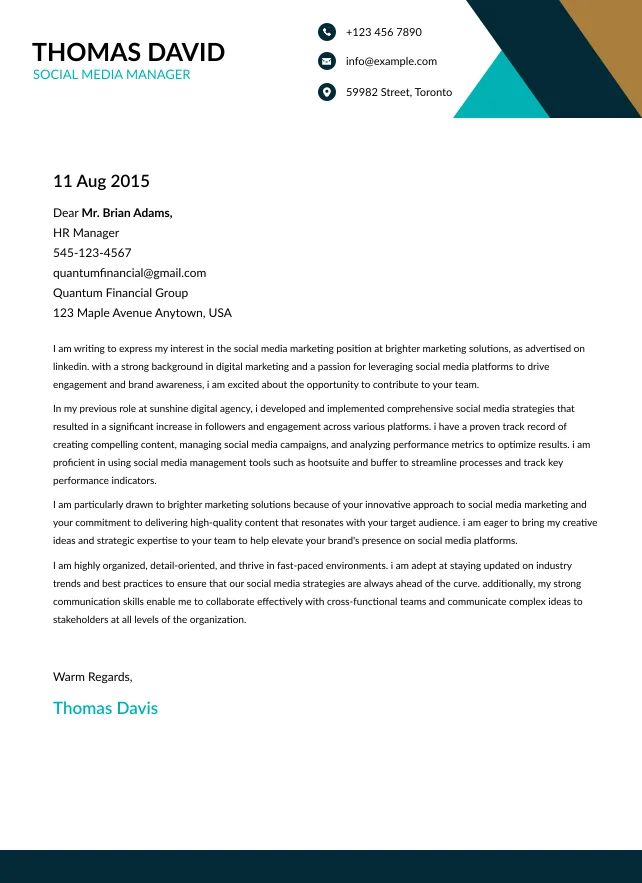 THOMAS DAVID
SOCIAL MEDIA MANAGER
+123 456 7890
info@example.com
59982 Street, Toronto
11 Aug 2015
Dear Mr. Brian Adams,
HR Manager
545-123-4567
quantumfinancial@gmail.com
Quantum Financial Group
123 Maple Avenue Anytown, USA
I am writing to express my interest in the social media marketing position at brighter marketing solutions, as advertised on
linkedin. with a strong background in digital marketing and a passion for leveraging social media platforms to drive
engagement and brand awareness, i am excited about the opportunity to contribute to your team.
In my previous role at sunshine digital agency, i developed and implemented comprehensive social media strategies that
resulted in a significant increase in followers and engagement across various platforms. i have a proven track record of
creating compelling content, managing social media campaigns, and analyzing performance metrics to optimize results. i am
proficient in using social media management tools such as hootsuite and buffer to streamline processes and track key
performance indicators.
I am particularly drawn to brighter marketing solutions because of your innovative approach to social media marketing and
your commitment to delivering high-quality content that resonates with your target audience. i am eager to bring my creative
ideas and strategic expertise to your team to help elevate your brand's presence on social media platforms.
I am highly organized, detail-oriented, and thrive in fast-paced environments. i am adept at staying updated on industry
trends and best practices to ensure that our social media strategies are always ahead of the curve. additionally, my strong
communication skills enable me to collaborate effectively with cross-functional teams and communicate complex ideas to
stakeholders at all levels of the organization.
Warm Regards,
Thomas Davis